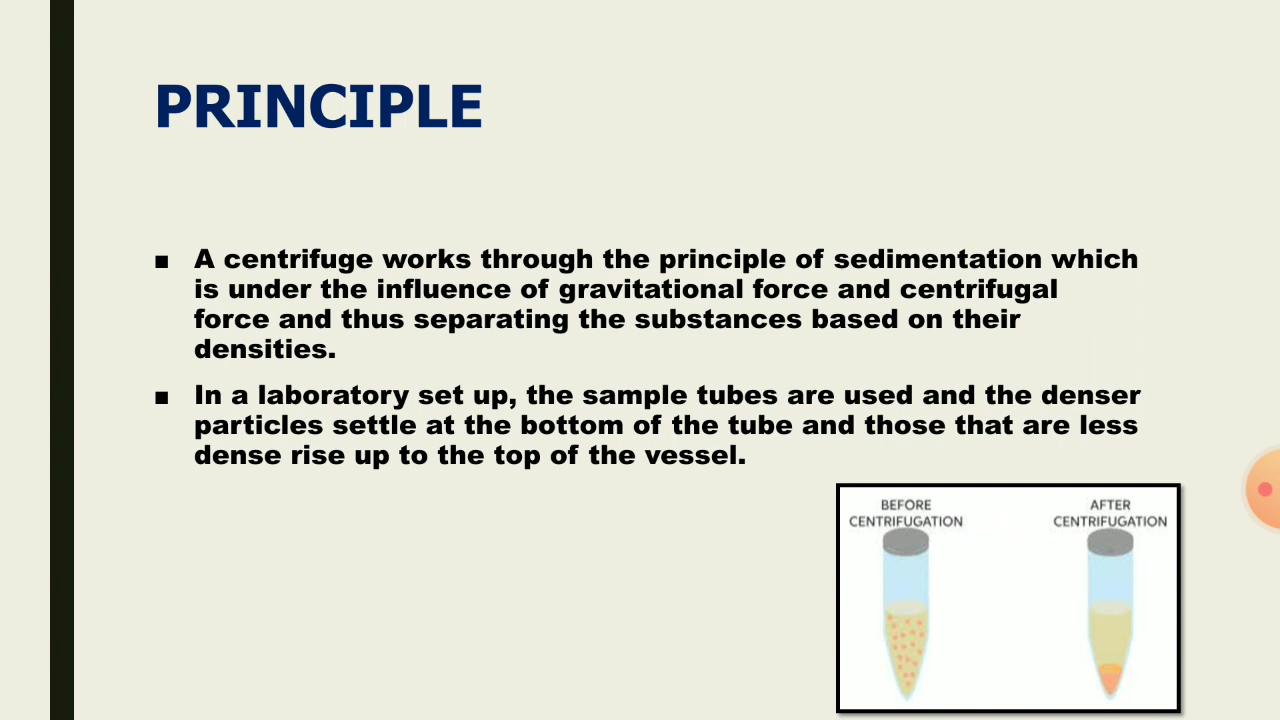 PRINCIPLE
■ A centrifuge works through the principle of sedimentation which
is under the influence of gravitational force and centrifugal
force and thus separating the substances based on their
densities.
■ In a laboratory set up, the sample tubes are used and the denser
particles settle at the bottom of the tube and those that are less
dense rise up to the top of the vessel.
BEFORE
CENTRIFUGATION
AFTER
CENTRIFUGATION